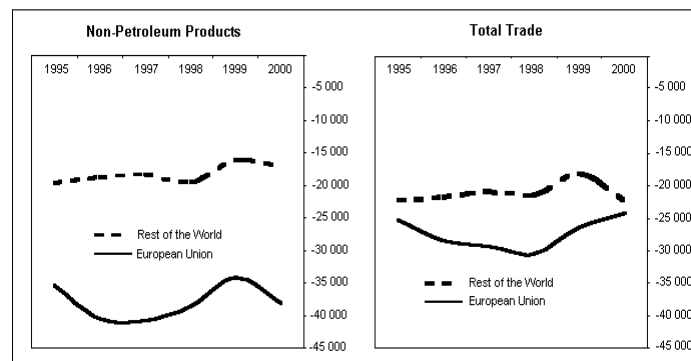 Non-Petroleum Products
1995 1996 1997 1998 1999 2000
-5 000
-10 000
-15 000
-20 000
-25 000
-30 000
-35 000
-40 000
-45 000
Rest of the World
European Union
Total Trade
1995 1996 1997 1998 1999 2000
-5 000
-10 000
-15 000
-20 000
-25 000
-30 000
-35 000
-40 000
-45 000
Rest of the World
European Union